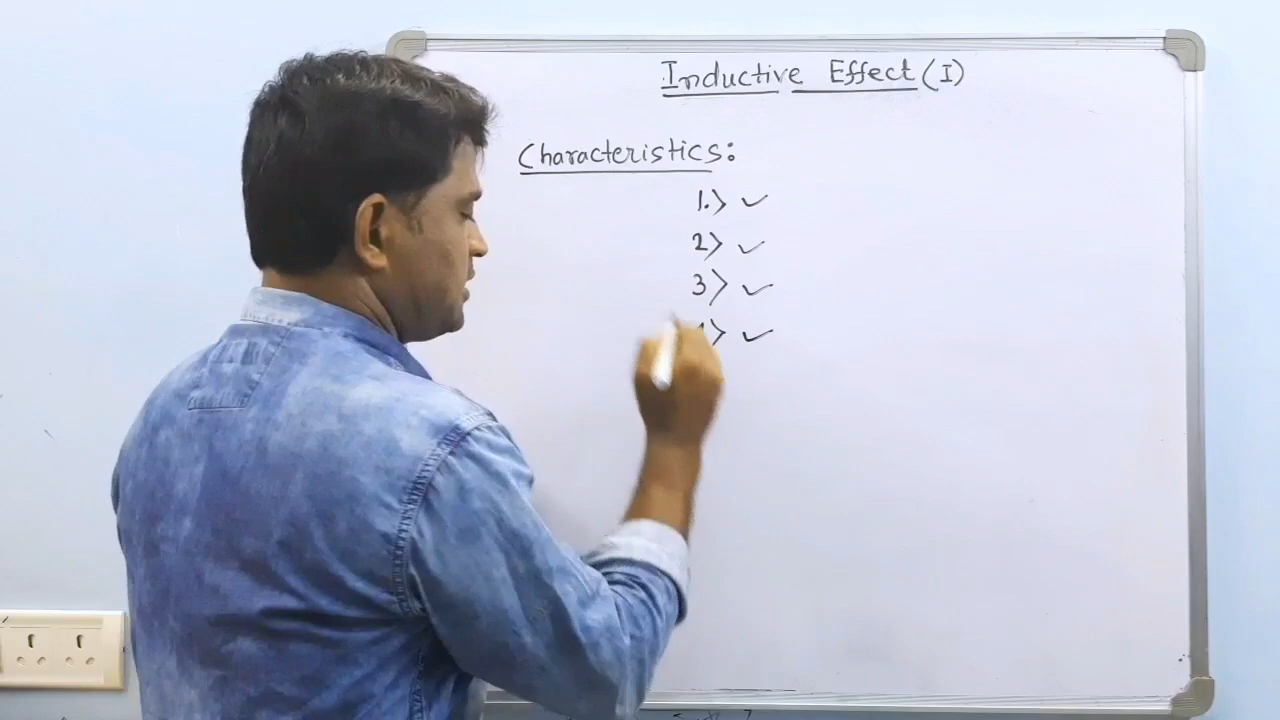 Inductive Effect (I)
Characteristics:
1.> ✓
2> ✓
3> ✓
> ✓